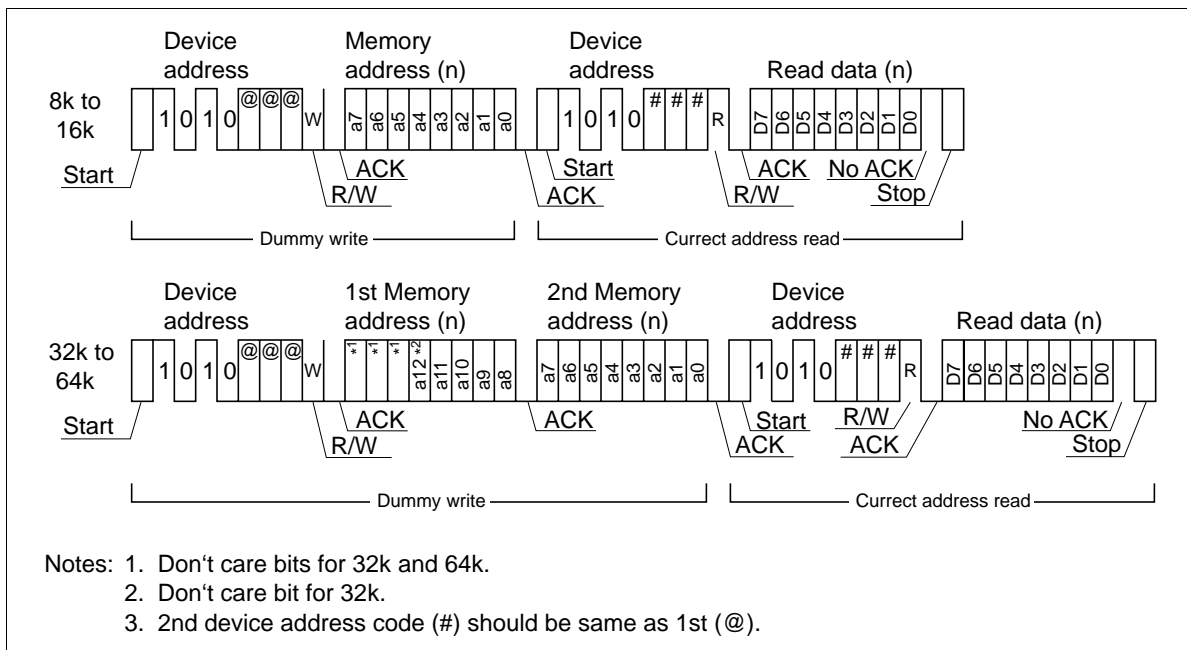 Device address Memory address (n) Device address Read data (n)
8k to 16k
1 0 1 0 @ @ @ W a7 a6 a5 a4 a3 a2 a1 a0 1 0 1 0 # # # R D7 D6 D5 D4 D3 D2 D1 D0
Start ACK Start ACK No ACK
R/W ACK R/W Stop
Dummy write Currect address read
Device address 1st Memory address (n) 2nd Memory address (n) Device address Read data (n)
32k to 64k
1 0 1 0 @ @ @ W *1 *1 *1 a12*2 a11 a10 a9 a8 a7 a6 a5 a4 a3 a2 a1 a0 1 0 1 0 # # # R D7 D6 D5 D4 D3 D2 D1 D0
Start ACK ACK Start R/W No ACK
R/W ACK ACK Stop
Dummy write Currect address read
Notes: 1. Don‘t care bits for 32k and 64k.
2. Don‘t care bit for 32k.
3. 2nd device address code (#) should be same as 1st (@).